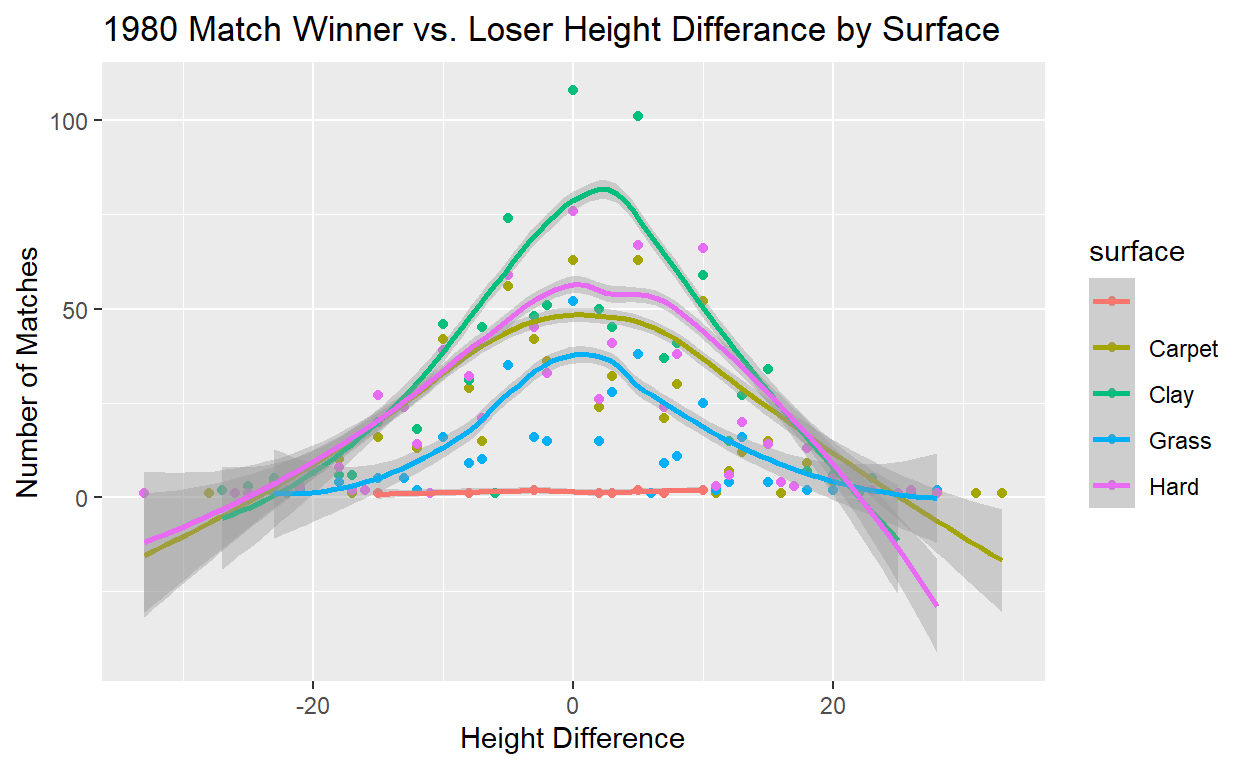 1980 Match Winner vs. Loser Height Differance by Surface
Number of Matches
100
50
0
-20
0
20
Height Difference
surface
Carpet
Clay
Grass
Hard